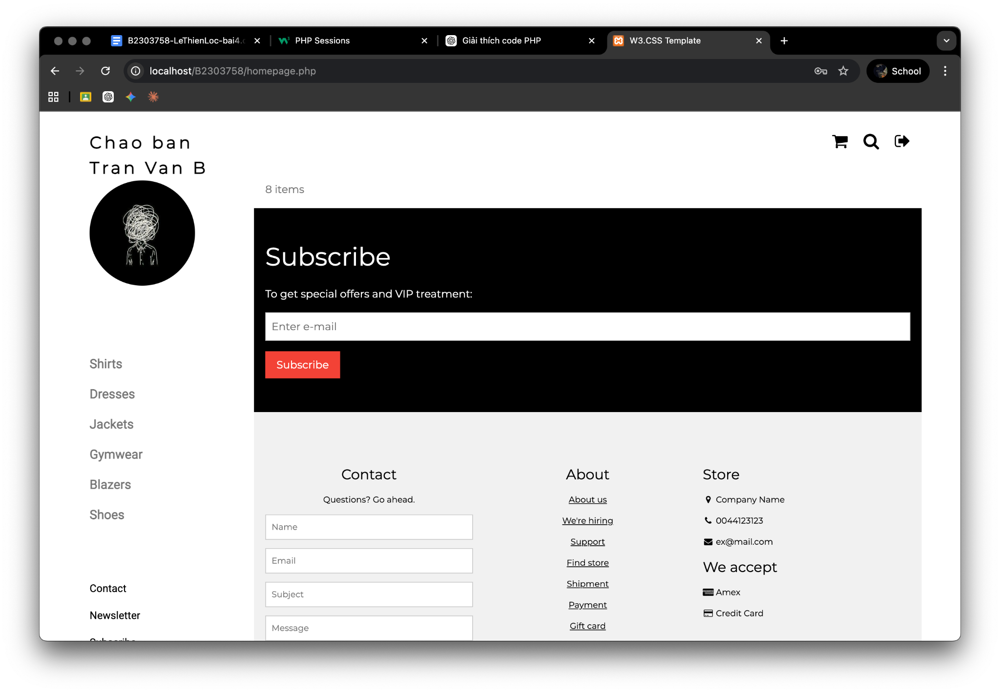 B2303758-LeThienLoc-bai4.
PHP Sessions
Giải thích code PHP
W3.CSS Template
localhost/B2303758/homepage.php
School
Chao ban
Tran Van B
8 items
Subscribe
To get special offers and VIP treatment:
Enter e-mail
Subscribe
Shirts
Dresses
Jackets
Gymwear
Blazers
Shoes
Contact
Newsletter
Subscribe
Contact
Questions? Go ahead.
Name
Email
Subject
Message
About
About us
We're hiring
Support
Find store
Shipment
Payment
Gift card
Store
Company Name
0044123123
ex@mail.com
We accept
Amex
Credit Card